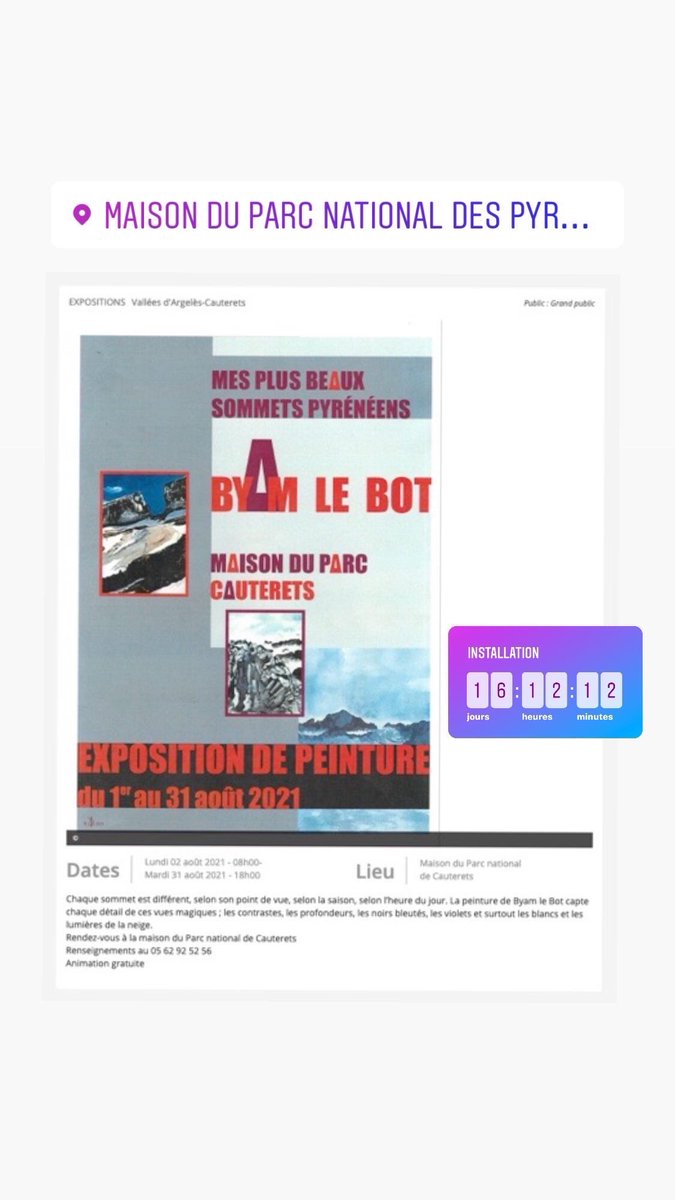 MAISON DU PARC NATIONAL DES PYR...
EXPOSITIONS Vallées d'Argelès-Cauterets
Public : Grand public
MES PLUS BEAUX
SOMMETS PYRÉNÉENS
BYAM LE BOT
MAISON DU PARC
CAUTERETS
INSTALLATION
16:12:12
jours heures minutes
EXPOSITION DE PEINTURE
du 1er au 31 août 2021
©
Dates
Lundi 02 août 2021 - 08h00-
Mardi 31 août 2021 - 18h00
Lieu
Maison du Parc national
de Cauterets
Chaque sommet est différent, selon son point de vue, selon la saison, selon l'heure du jour. La peinture de Byam le Bot capte
chaque détail de ces vues magiques ; les contrastes, les profondeurs, les noirs bleutés, les violets et surtout les blancs et les
lumières de la neige.
Rendez-vous à la maison du Parc national de Cauterets
Renseignements au 05 62 92 52 56
Animation gratuite